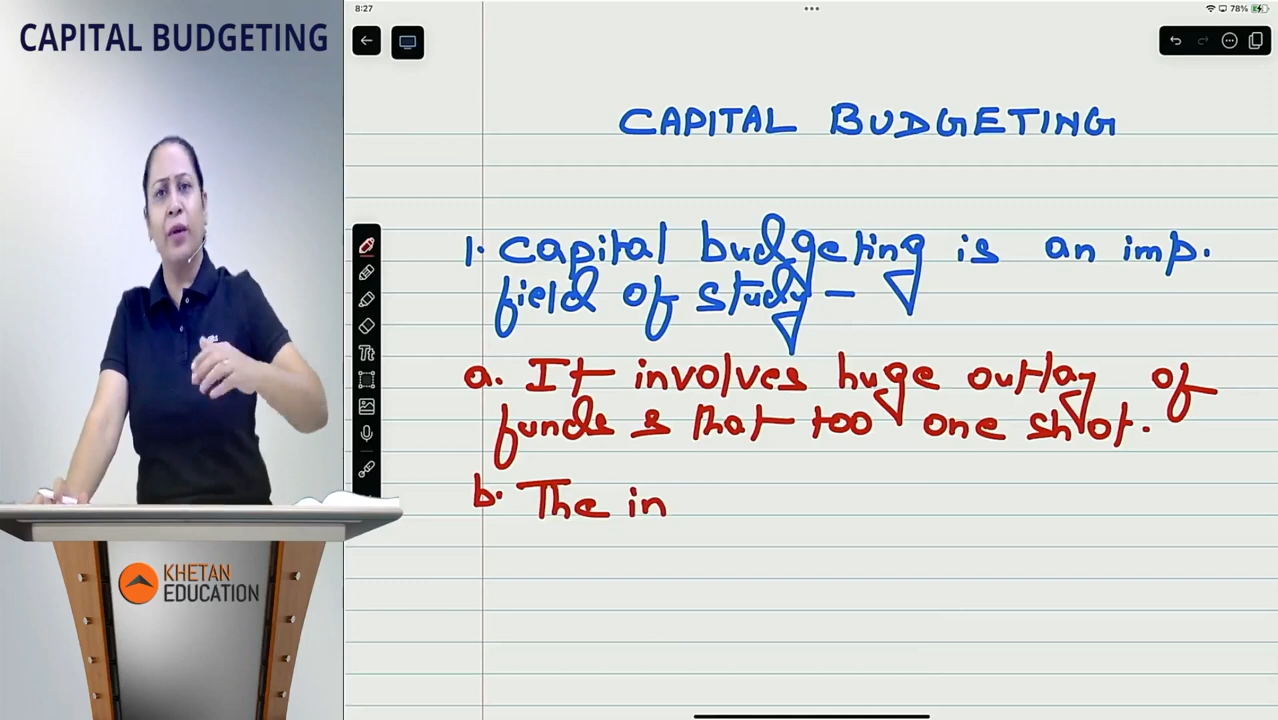 CAPITAL BUDGETING
8:27
78%
CAPITAL BUDGETING
1. Capital budgeting is an imp.
field of study –
a. It involves huge outlay of
funds & that too one shot.
b. The in
Tt
KHETAN
EDUCATION